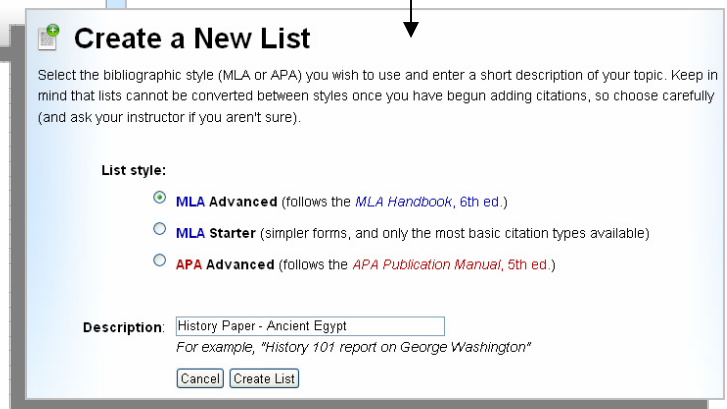 Create a New List
Select the bibliographic style (MLA or APA) you wish to use and enter a short description of your topic. Keep in
mind that lists cannot be converted between styles once you have begun adding citations, so choose carefully
(and ask your instructor if you aren't sure).
List style:
MLA Advanced (follows the MLA Handbook, 6th ed.)
MLA Starter (simpler forms, and only the most basic citation types available)
APA Advanced (follows the APA Publication Manual, 5th ed.)
Description: History Paper - Ancient Egypt
For example, "History 101 report on George Washington"
Cancel Create List